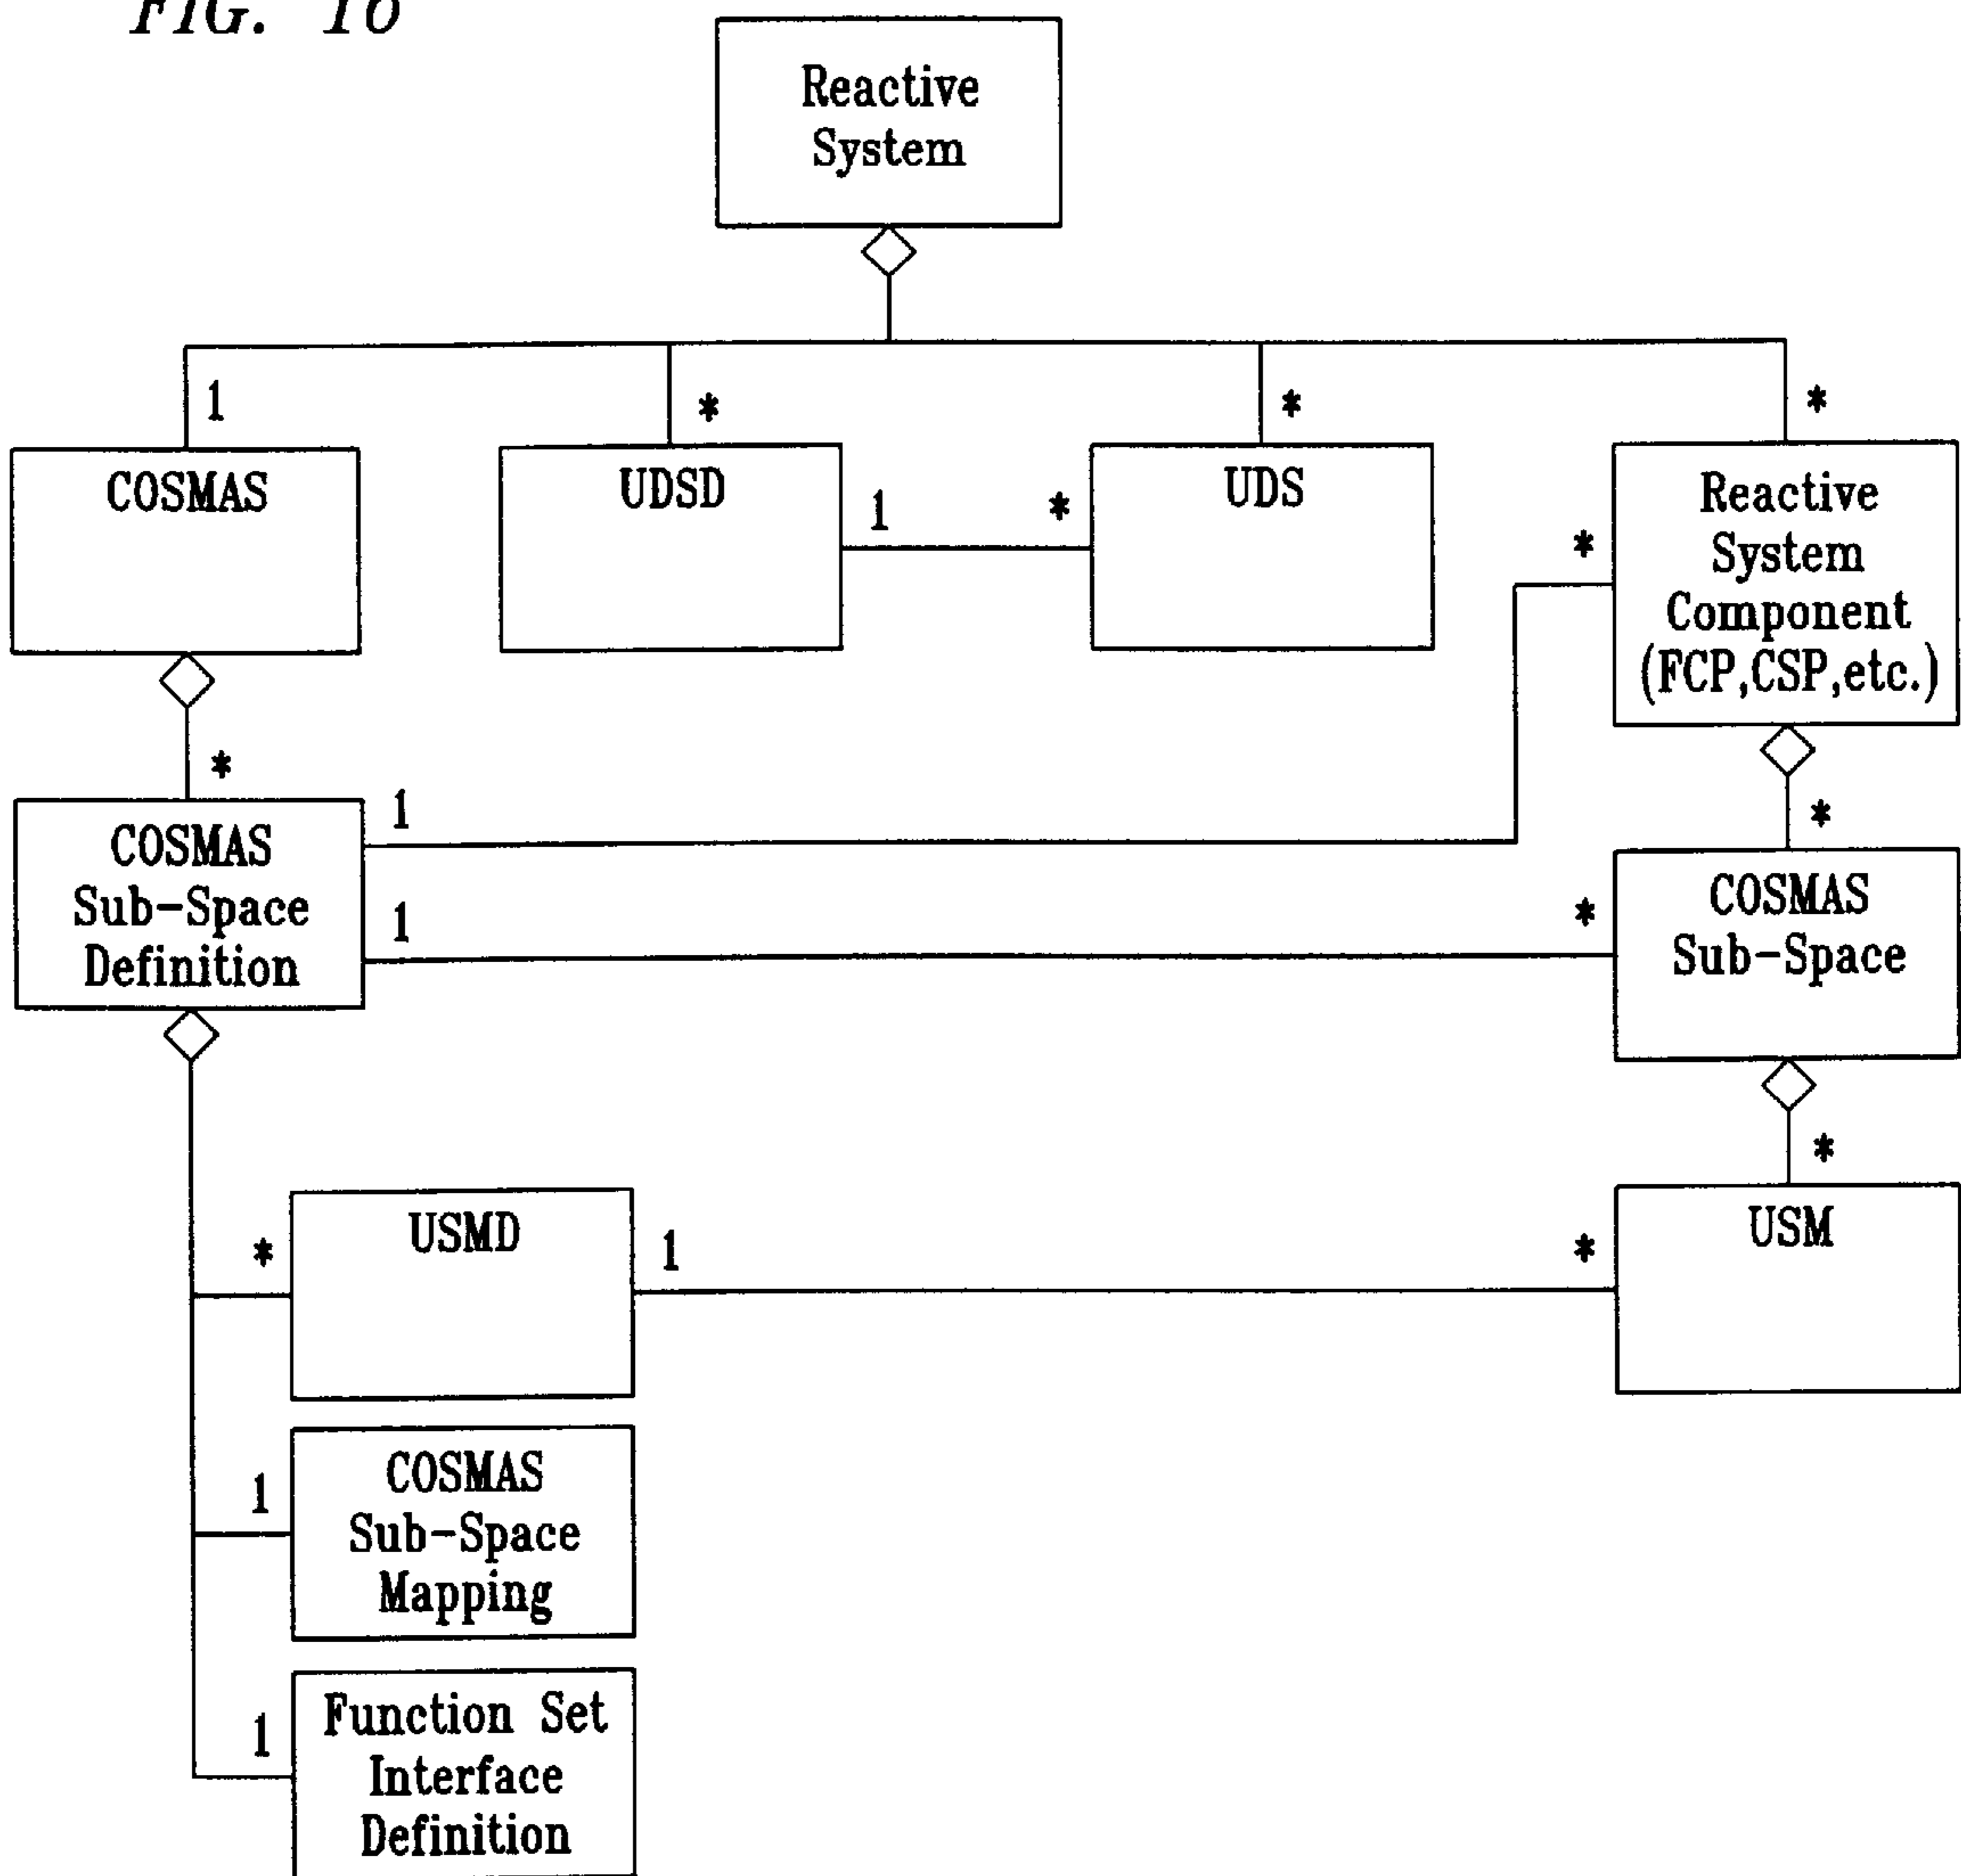 FIG. 16
Reactive
System
1
*
*
*
COSMAS
UDSD
1
*
UDS
*
Reactive
System
Component
(FCP,CSP,etc.)
*
1
*
COSMAS
Sub-Space
Definition
1
*
COSMAS
Sub-Space
*
*
USMD
1
*
USM
1
COSMAS
Sub-Space
Mapping
1
Function Set
Interface
Definition